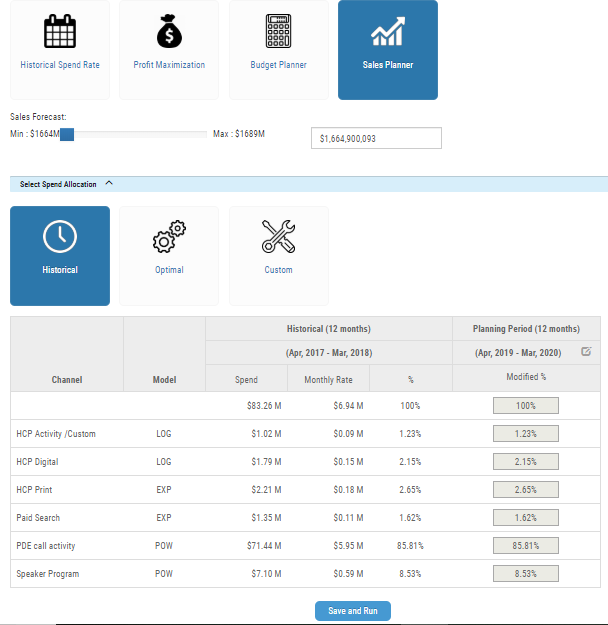 Historical Spend Rate Profit Maximization Budget Planner Sales Planner
Sales Forecast:
Min : $1664M Max : $1689M $1,664,900,093
Select Spend Allocation
Historical Optimal Custom
Historical (12 months) Planning Period (12 months)
(Apr, 2017 - Mar, 2018) (Apr, 2019 - Mar, 2020)
Channel Model Spend Monthly Rate % Modified %
$83.26 M $6.94 M 100% 100%
HCP Activity /Custom LOG $1.02 M $0.09 M 1.23% 1.23%
HCP Digital LOG $1.79 M $0.15 M 2.15% 2.15%
HCP Print EXP $2.21 M $0.18 M 2.65% 2.65%
Paid Search EXP $1.35 M $0.11 M 1.62% 1.62%
PDE call activity POW $71.44 M $5.95 M 85.81% 85.81%
Speaker Program POW $7.10 M $0.59 M 8.53% 8.53%
Save and Run